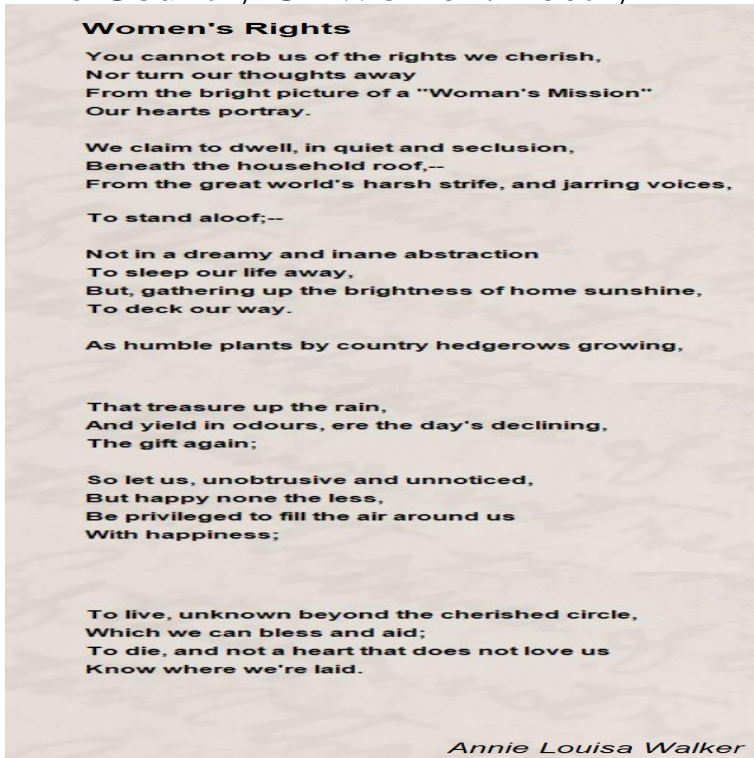 Women's Rights
You cannot rob us of the rights we cherish,
Nor turn our thoughts away
From the bright picture of a "Woman's Mission"
Our hearts portray.
We claim to dwell, in quiet and seclusion,
Beneath the household roof,--
From the great world's harsh strife, and jarring voices,
To stand aloof;--
Not in a dreamy and inane abstraction
To sleep our life away,
But, gathering up the brightness of home sunshine,
To deck our way.
As humble plants by country hedgerows growing,
That treasure up the rain,
And yield in odours, ere the day's declining,
The gift again;
So let us, unobtrusive and unnoticed,
But happy none the less,
Be privileged to fill the air around us
With happiness;
To live, unknown beyond the cherished circle,
Which we can bless and aid;
To die, and not a heart that does not love us
Know where we're laid.
Annie Louisa Walker